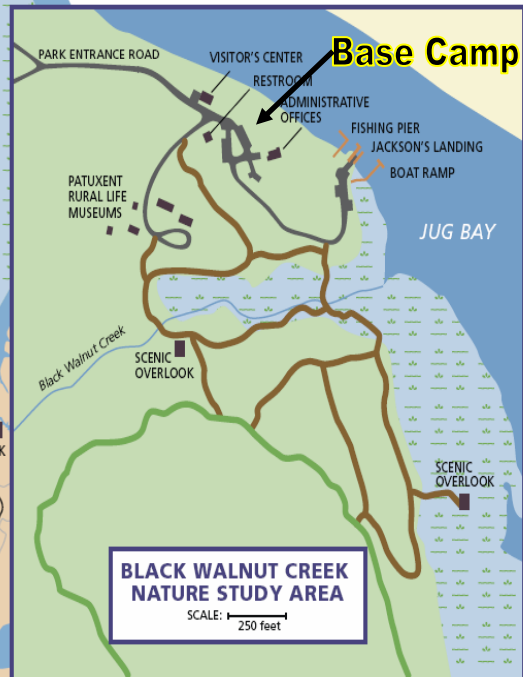 Base Camp
PARK ENTRANCE ROAD
VISITOR'S CENTER
RESTROOM
ADMINISTRATIVE
OFFICES
FISHING PIER
JACKSON'S LANDING
BOAT RAMP
PATUXENT
RURAL LIFE
MUSEUMS
JUG BAY
Black Walnut Creek
SCENIC
OVERLOOK
SCENIC
OVERLOOK
BLACK WALNUT CREEK
NATURE STUDY AREA
SCALE:
250 feet